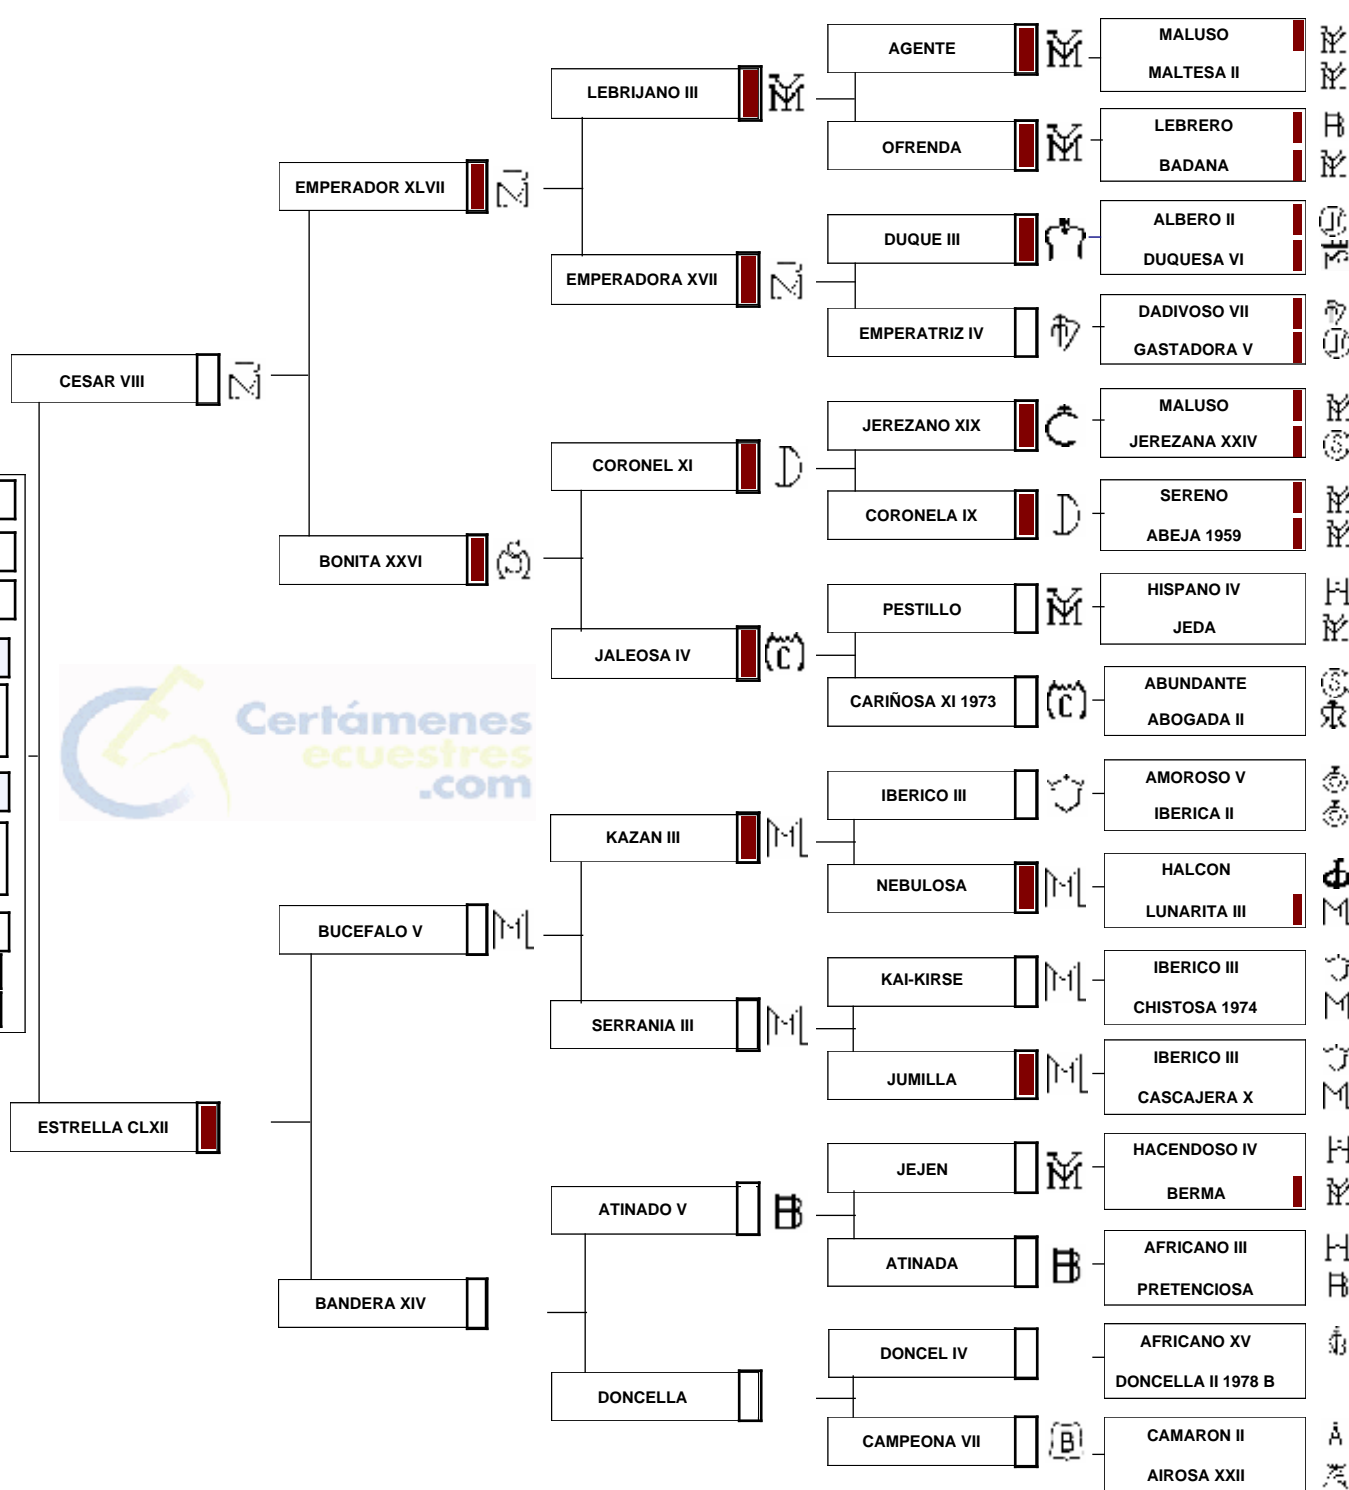 CESAR VIII
ESTRELLA CLXII
EMPERADOR XLVII
BONITA XXVI
BUCEFALO V
BANDERA XIV
LEBRIJANO III
EMPERADORA XVII
CORONEL XI
JALEOSA IV
KAZAN III
SERRANIA III
ATINADO V
DONCELLA
AGENTE
OFRENDA
DUQUE III
EMPERATRIZ IV
JEREZANO XIX
CORONELA IX
PESTILLO
CARIÑOSA XI 1973
IBERICO III
NEBULOSA
KAI-KIRSE
JUMILLA
JEJEN
ATINADA
DONCEL IV
CAMPEONA VII
MALUSO
MALTESA II
LEBRERO
BADANA
ALBERO II
DUQUESA VI
DADIVOSO VII
GASTADORA V
MALUSO
JEREZANA XXIV
SERENO
ABEJA 1959
HISPANO IV
JEDA
ABUNDANTE
ABOGADA II
AMOROSO V
IBERICA II
HALCON
LUNARITA III
IBERICO III
CHISTOSA 1974
IBERICO III
CASCAJERA X
HACENDOSO IV
BERMA
AFRICANO III
PRETENCIOSA
AFRICANO XV
DONCELLA II 1978 B
CAMARON II
AIROSA XXII
Certámenes
ecuestres
.com